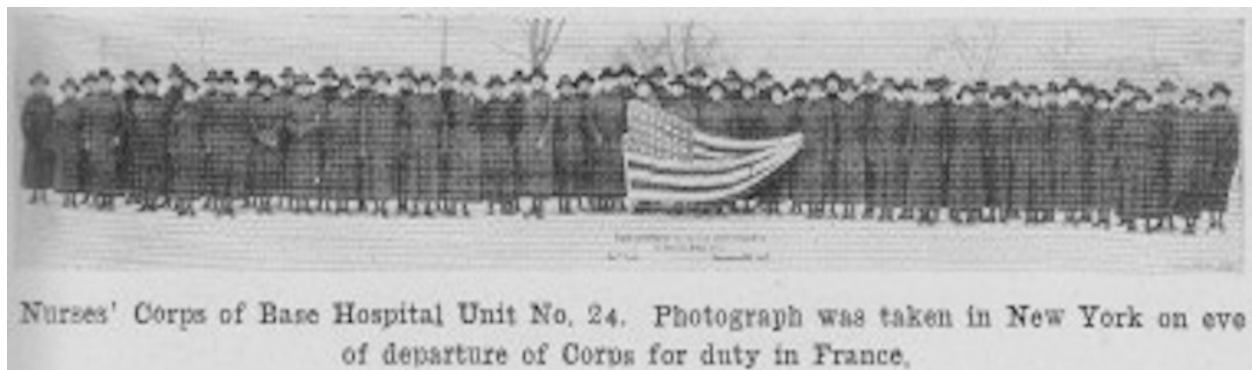 Nurses' Corps of Base Hospital Unit No. 24. Photograph was taken in New York on eve
of departure of Corps for duty in France.